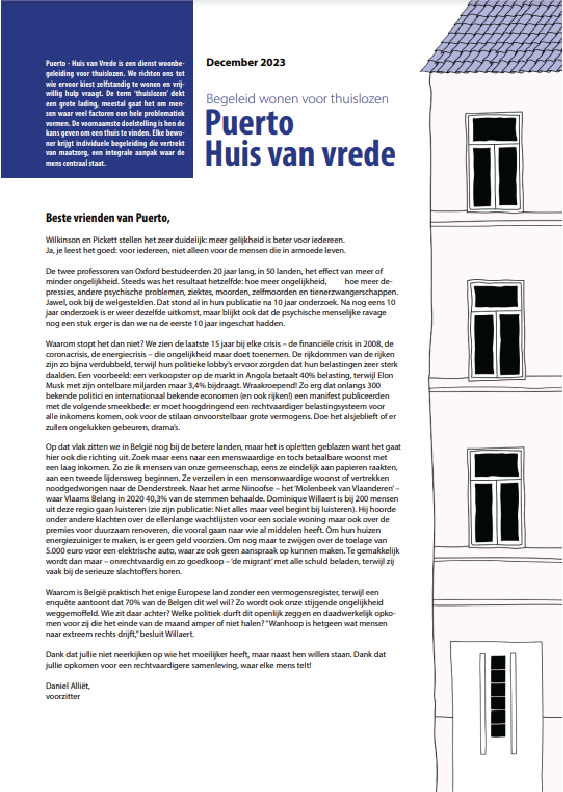 Puerto - Huis van Vrede is een dienst woonbe-
geleiding voor thuislozen. We richten ons tot
wie ervoor kiest zelfstandig te wonen en vrij-
willig hulp vraagt. De term 'thuislozen' dekt
een grote lading, meestal gaat het om men-
sen waar veel factoren een hele problematiek
vormen. De voornaamste doelstelling is hen de
kans geven om een thuis te vinden. Elke bewo-
ner krijgt individuele begeleiding die vertrekt
van maatzorg, een integrale aanpak waar de
mens centraal staat.
December 2023
Begeleid wonen voor thuislozen
Puerto
Huis van vrede
Beste vrienden van Puerto,
Wilkinson en Pickett stellen het zeer duidelijk: meer gelijkheid is beter voor iedereen.
Ja, je leest het goed: voor iedereen, niet alleen voor de mensen die in armoede leven.
De twee professoren van Oxford bestudeerden 20 jaar lang, in 50 landen, het effect van meer of
minder ongelijkheid. Steeds was het resultaat hetzelfde: hoe meer ongelijkheid, hoe meer de-
pressies, andere psychische problemen, ziektes, moorden, zelfmoorden en tienerzwangerschappen.
Jawel, ook bij de welgestelden. Dat stond al in hun publicatie na 10 jaar onderzoek. Na nog eens 10
jaar onderzoek is er weer dezelfde uitkomst, maar blijkt ook dat de psychische menselijke ravage
nog een stuk erger is dan we na de eerste 10 jaar ingeschat hadden.
Waarom stopt het dan niet? We zien de laatste 15 jaar bij elke crisis – de financiële crisis in 2008, de
coronacrisis, de energiecrisis – die ongelijkheid maar doet toenemen. De rijkdommen van de rijken
zijn zo bijna verdubbeld, terwijl hun politieke lobby's ervoor zorgden dat hun belastingen zeer sterk
daalden. Een voorbeeld: een verkoopster op de markt in Angola betaalt 40% belasting, terwijl Elon
Musk met zijn ontelbare miljarden maar 3,4% bijdraagt. Wraakroepend! Zo erg dat onlangs 300
bekende politici en internationaal bekende economen (en ook rijken!) een manifest publiceerden
met de volgende smeekbede: er moet hoogdringend een rechtvaardiger belastingsysteem voor
alle inkomens komen, ook voor de stilaan onvoorstelbaar grote vermogens. Doe het alsjeblieft of er
zullen ongelukken gebeuren, drama's.
Op dat vlak zitten we in België nog bij de betere landen, maar het is opletten geblazen want het gaat
hier ook die richting uit. Zoek maar eens naar een menswaardige en toch betaalbare woonst met
een laag inkomen. Zo zie ik mensen van onze gemeenschap, eens ze eindelijk aan papieren raakten,
aan een tweede lijdensweg beginnen. Ze verzeilen in een mensonwaardige woonst of vertrekken
noodgedwongen naar de Denderstreek. Naar het arme Ninoofse – het 'Molenbeek van Vlaanderen' –
waar Vlaams Belang in 2020 40,3% van de stemmen behaalde. Dominique Willaert is bij 200 mensen
uit deze regio gaan luisteren (zie zijn publicatie: Niet alles maar veel begint bij luisteren). Hij hoorde
onder andere klachten over de ellenlange wachtlijsten voor een sociale woning maar ook over de
premies voor duurzaam renoveren, die vooral gaan naar wie al middelen heeft. Om hun huizen
energiezuiniger te maken, is er geen geld voorzien. Om nog maar te zwijgen over de toelage van
5.000 euro voor een elektrische auto, waar ze ook geen aanspraak op kunnen maken. Te gemakkelijk
wordt dan maar – onrechtvaardig en zo goedkoop – 'de migrant' met alle schuld beladen, terwijl zij
vaak bij de serieuze slachtoffers horen.
Waarom is België praktisch het enige Europese land zonder een vermogensregister, terwijl een
enquête aantoont dat 70% van de Belgen dit wel wil? Zo wordt ook onze stijgende ongelijkheid
weggemoffeld. Wie zit daar achter? Welke politiek durft dit openlijk zeggen en daadwerkelijk opko-
men voor zij die het einde van de maand amper of niet halen? "Wanhoop is hetgeen wat mensen
naar extreem rechts drijft," besluit Willaert.
Dank dat jullie niet neerkijken op wie het moeilijker heeft, maar naast hen willen staan. Dank dat
jullie opkomen voor een rechtvaardigere samenleving, waar elke mens telt!
Daniel Alliët,
voorzitter